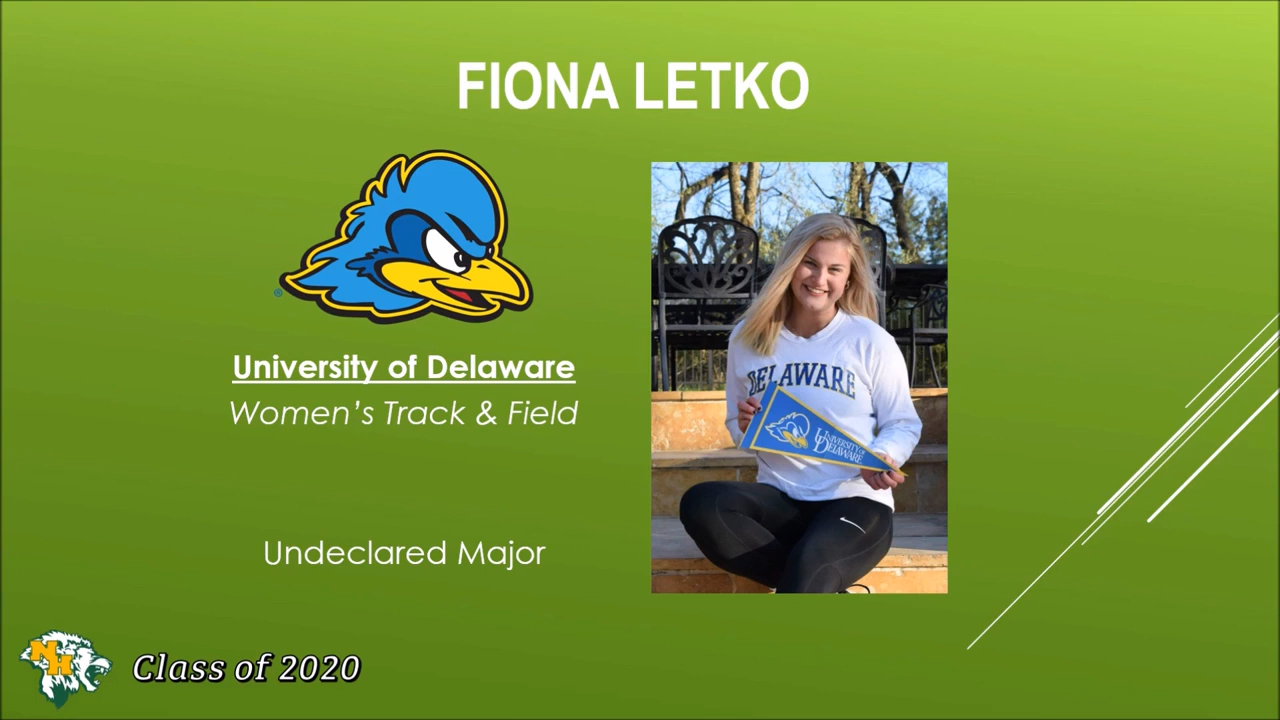 FIONA LETKO
University of Delaware
Women's Track & Field
Undeclared Major
DELAWARE
UNIVERSITY OF
DELAWARE
NH
Class of 2020